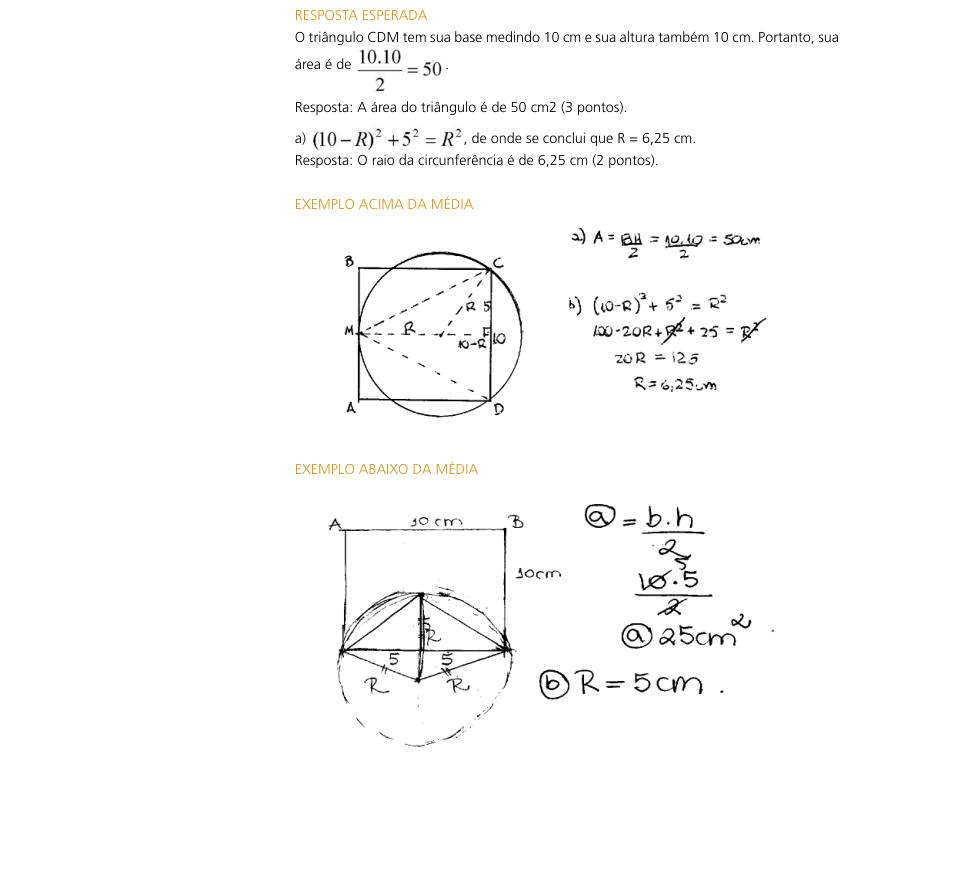 RESPOSTA ESPERADA
O triângulo CDM tem sua base medindo 10 cm e sua altura também 10 cm. Portanto, sua
área é de 10.10/2 = 50.
Resposta: A área do triângulo é de 50 cm2 (3 pontos).
a) (10 – R)² + 5² = R², de onde se conclui que R = 6,25 cm.
Resposta: O raio da circunferência é de 6,25 cm (2 pontos).
EXEMPLO ACIMA DA MÉDIA
a) A = BH/2 = 10.10/2 = 50cm
B
C
R
5
M
R
F
10-R
10
A
D
b) (10-R)² + 5² = R²
100-20R+R²+25 = R²
20R = 125
R=6,25cm
EXEMPLO ABAIXO DA MÉDIA
A
10 cm
B
10cm
5
R
5
5
R
R
a = b.h
2
5
10.5
2
a 25cm²
b R = 5cm.